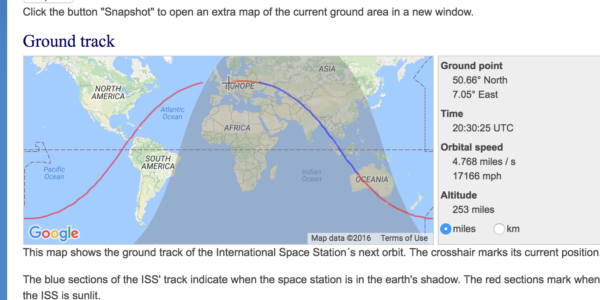 Click the button "Snapshot" to open an extra map of the current ground area in a new window.
Ground track
NORTH
AMERICA
Atlantic
Ocean
EUROPE
ASIA
AFRICA
Pacific
Ocean
SOUTH
AMERICA
Indian
Ocean
OCEANIA
Google
Map data ©2016 Terms of Use
Ground point
50.66° North
7.05° East
Time
20:30:25 UTC
Orbital speed
4.768 miles / s
17166 mph
Altitude
253 miles
miles km
This map shows the ground track of the International Space Station´s next orbit. The crosshair marks its current position
The blue sections of the ISS' track indicate when the space station is in the earth's shadow. The red sections mark when
the ISS is sunlit.